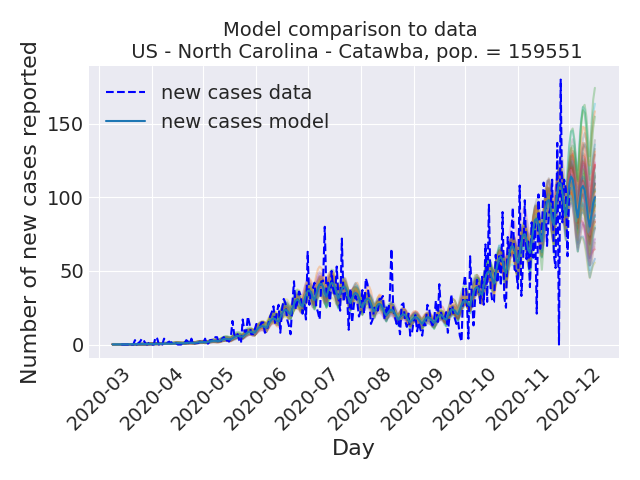 Model comparison to data
US - North Carolina - Catawba, pop. = 159551
Number of new cases reported
new cases data
new cases model
150
100
50
0
2020-03
2020-04
2020-05
2020-06
2020-07
2020-08
2020-09
2020-10
2020-11
2020-12
Day